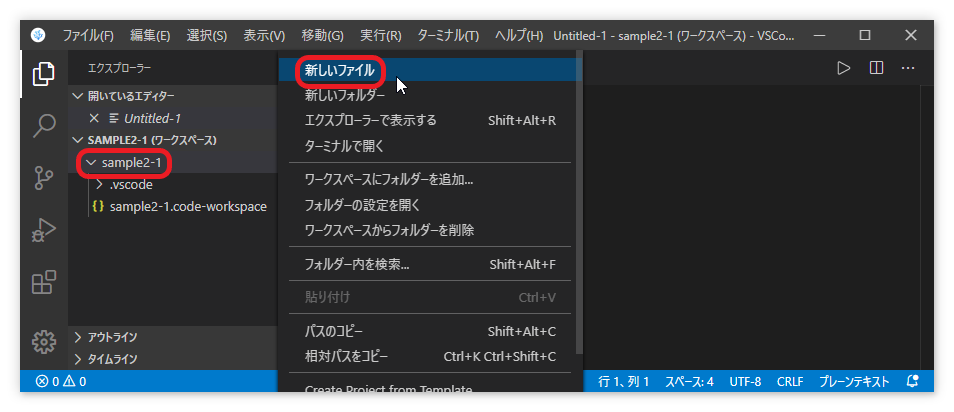 ファイル(F) 編集(E) 選択(S) 表示(V) 移動(G) 実行(R) ターミナル(T) ヘルプ(H) Untitled-1 - sample2-1 (ワークスペース) - VSCo...
エクスプローラー
開いているエディター
Untitled-1
SAMPLE2-1 (ワークスペース)
sample2-1
.vscode
{} sample2-1.code-workspace
アウトライン
タイムライン
新しいファイル
新しいフォルダー
エクスプローラーで表示する Shift+Alt+R
ターミナルで開く
ワークスペースにフォルダーを追加...
フォルダーの設定を開く
ワークスペースからフォルダーを削除
フォルダー内を検索... Shift+Alt+F
貼り付け Ctrl+V
パスのコピー Shift+Alt+C
相対パスをコピー Ctrl+K Ctrl+Shift+C
Create Project from Template
0 0 行 1、列 1 スペース: 4 UTF-8 CRLF プレーンテキスト